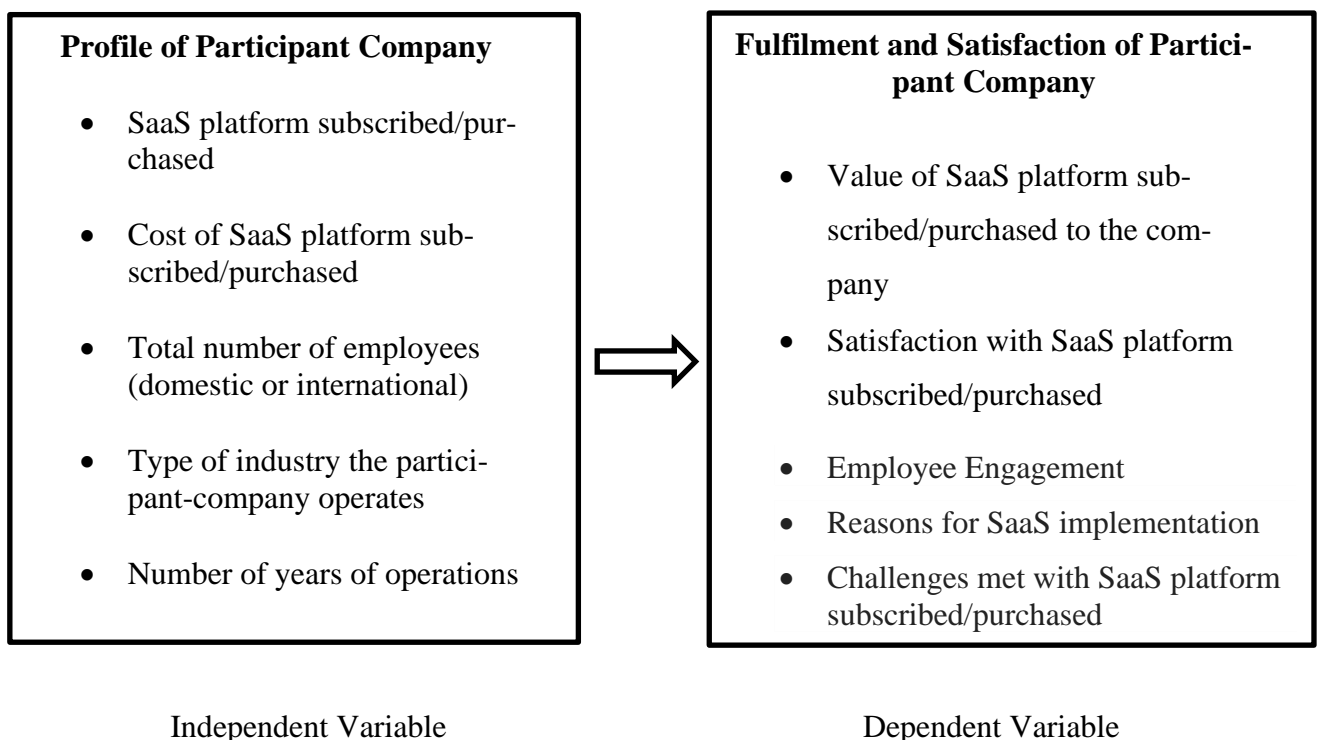 Profile of Participant Company
• SaaS platform subscribed/pur-
chased
• Cost of SaaS platform sub-
scribed/purchased
• Total number of employees
(domestic or international)
• Type of industry the partici-
pant-company operates
• Number of years of operations
Fulfilment and Satisfaction of Partici-
pant Company
• Value of SaaS platform sub-
scribed/purchased to the com-
pany
• Satisfaction with SaaS platform
subscribed/purchased
• Employee Engagement
• Reasons for SaaS implementation
• Challenges met with SaaS platform
subscribed/purchased
Independent Variable
Dependent Variable